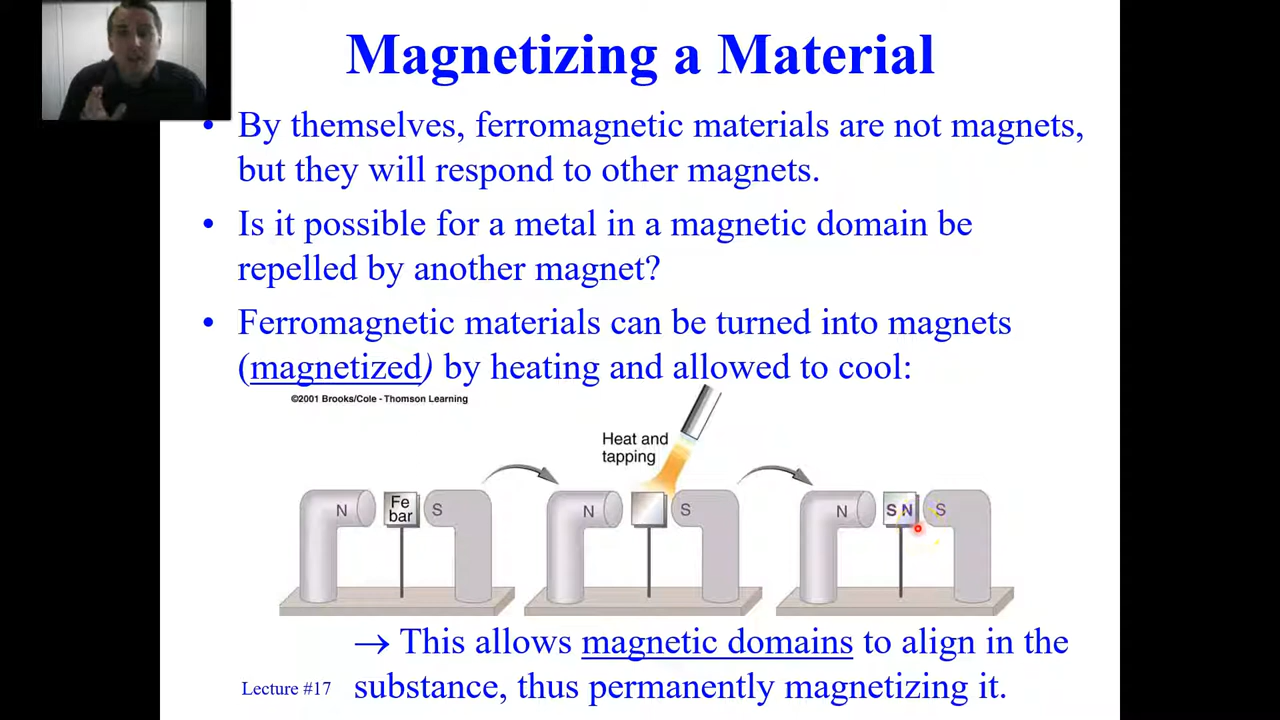 Magnetizing a Material
• By themselves, ferromagnetic materials are not magnets,
but they will respond to other magnets.
• Is it possible for a metal in a magnetic domain be
repelled by another magnet?
• Ferromagnetic materials can be turned into magnets
(magnetized) by heating and allowed to cool:
©2001 Brooks/Cole - Thomson Learning
Heat and
tapping
N
Fe
bar
S
N
S
N
S N
S
→ This allows magnetic domains to align in the
substance, thus permanently magnetizing it.
Lecture #17